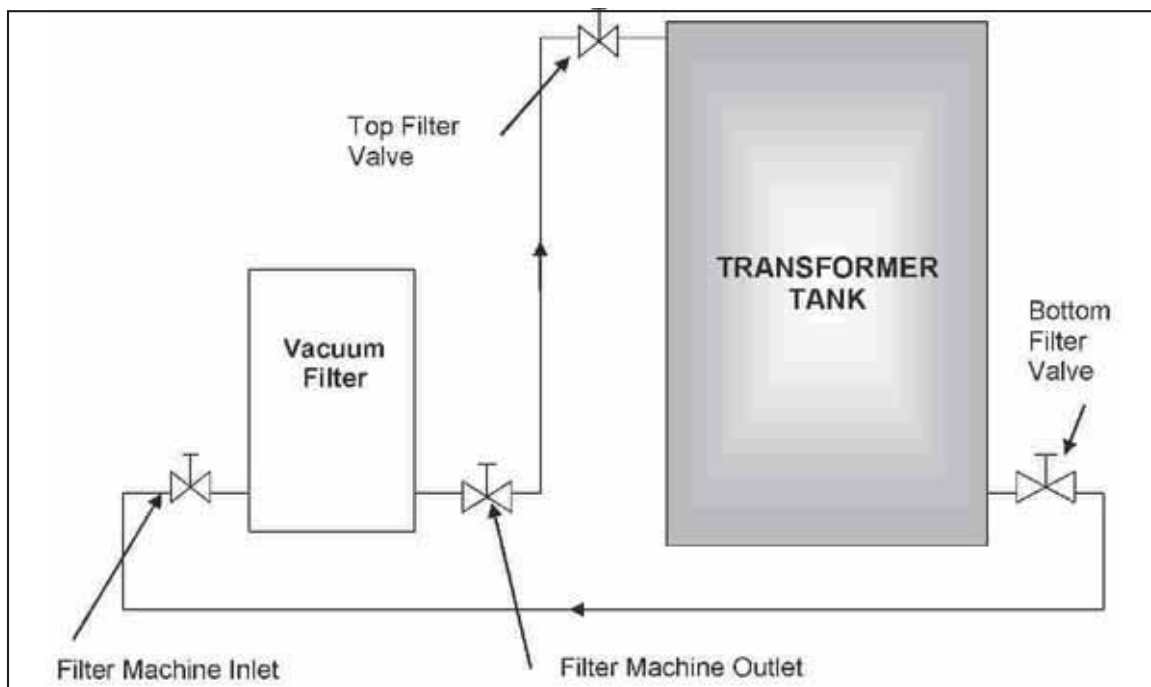 Top Filter
Valve
TRANSFORMER
TANK
Bottom
Filter
Valve
Vacuum
Filter
Filter Machine Inlet
Filter Machine Outlet